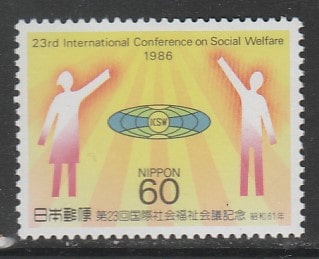 23rd International Conference on Social Welfare
1986
ICSW
NIPPON
60
日本郵便 第23回国際社会福祉会議記念 昭和61年